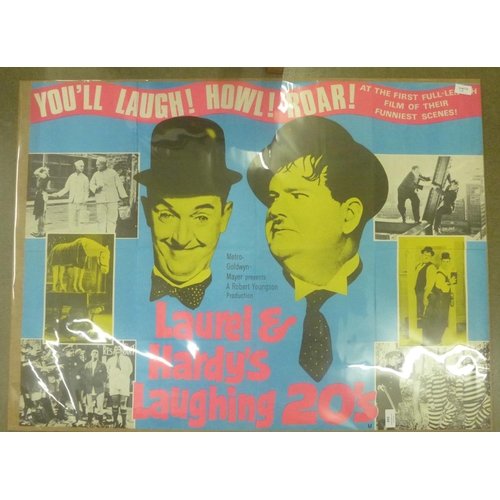 YOU'LL LAUGH! HOWL! ROAR!
AT THE FIRST FULL-LENGTH
FILM OF THEIR
FUNNIEST SCENES!
Metro-
Goldwyn-
Mayer presents
A Robert Youngson
Production
Laurel &
Hardy's
Laughing 20's